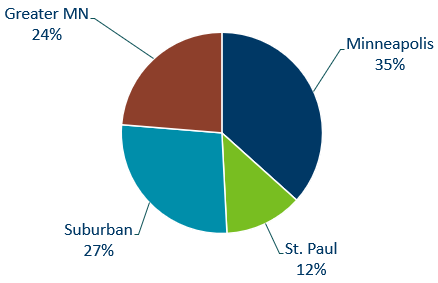 Greater MN
24%
Minneapolis
35%
Suburban
27%
St. Paul
12%